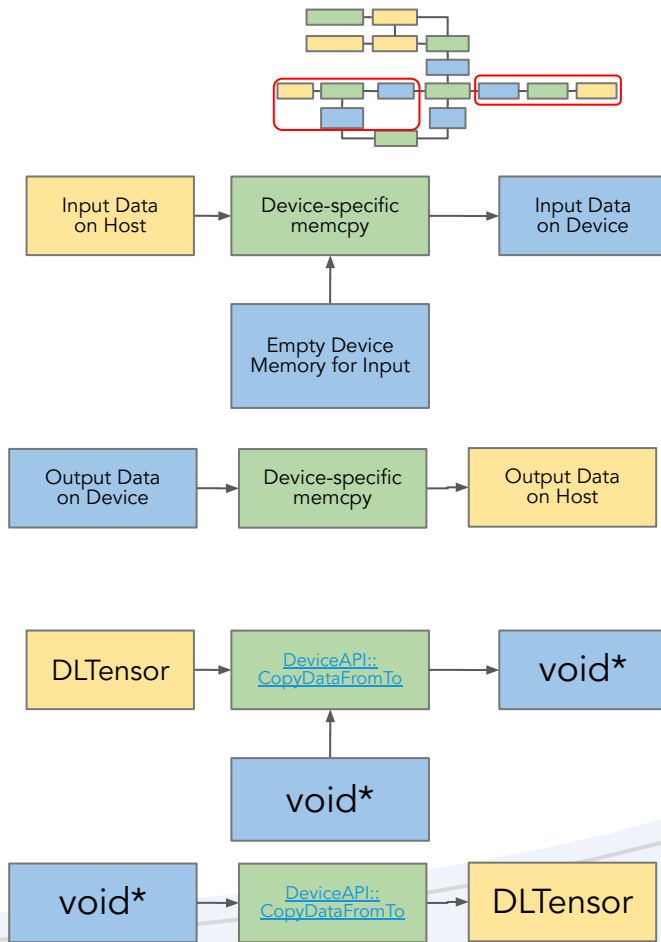 Input Data
on Host
Device-specific
memcpy
Input Data
on Device
Empty Device
Memory for Input
Output Data
on Device
Device-specific
memcpy
Output Data
on Host
DLTensor
DeviceAPI::
CopyDataFromTo
void*
void*
void*
DeviceAPI::
CopyDataFromTo
DLTensor